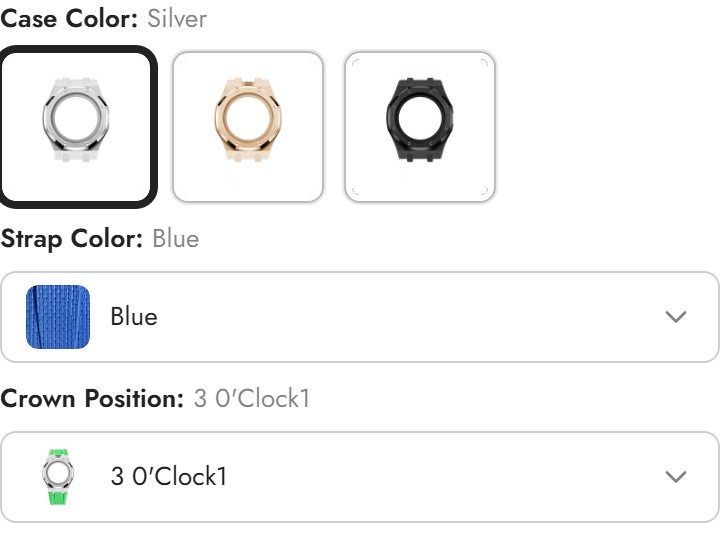 Case Color: Silver
Strap Color: Blue
Blue
Crown Position: 3 0'Clock1
3 0'Clock1